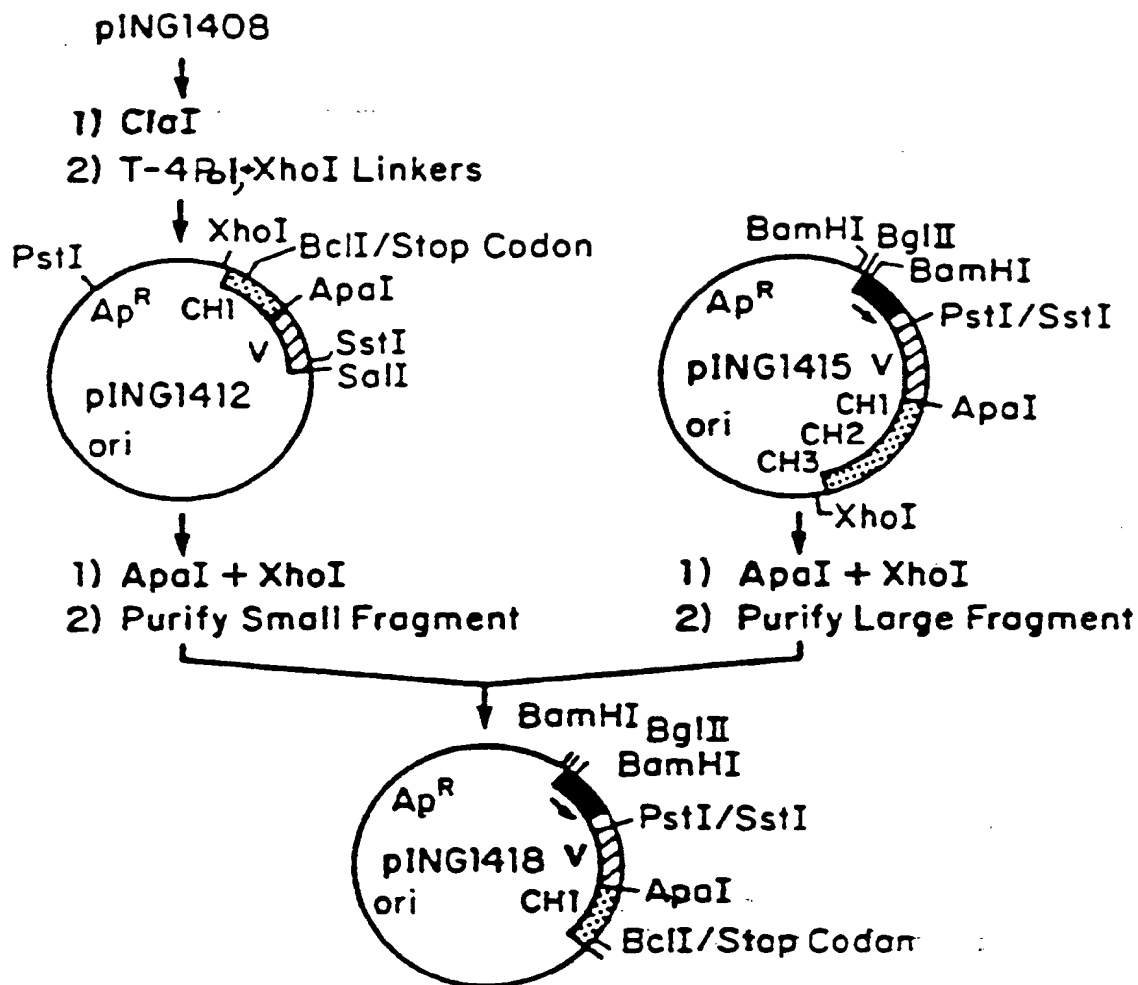 pING1408
1) ClaI
2) T-4 Pol, XhoI Linkers
PstI
XhoI
BclI/Stop Codon
ApaI
SstI
SalI
Ap^R
CH1
V
pING1412
ori
BamHI
BglII
BamHI
PstI/SstI
Ap^R
pING1415
V
CH1
ApaI
ori
CH2
CH3
XhoI
1) ApaI + XhoI
2) Purify Small Fragment
1) ApaI + XhoI
2) Purify Large Fragment
BamHI
BglII
BamHI
Ap^R
PstI/SstI
pING1418
V
ori
CH1
ApaI
BclI/Stop Codon